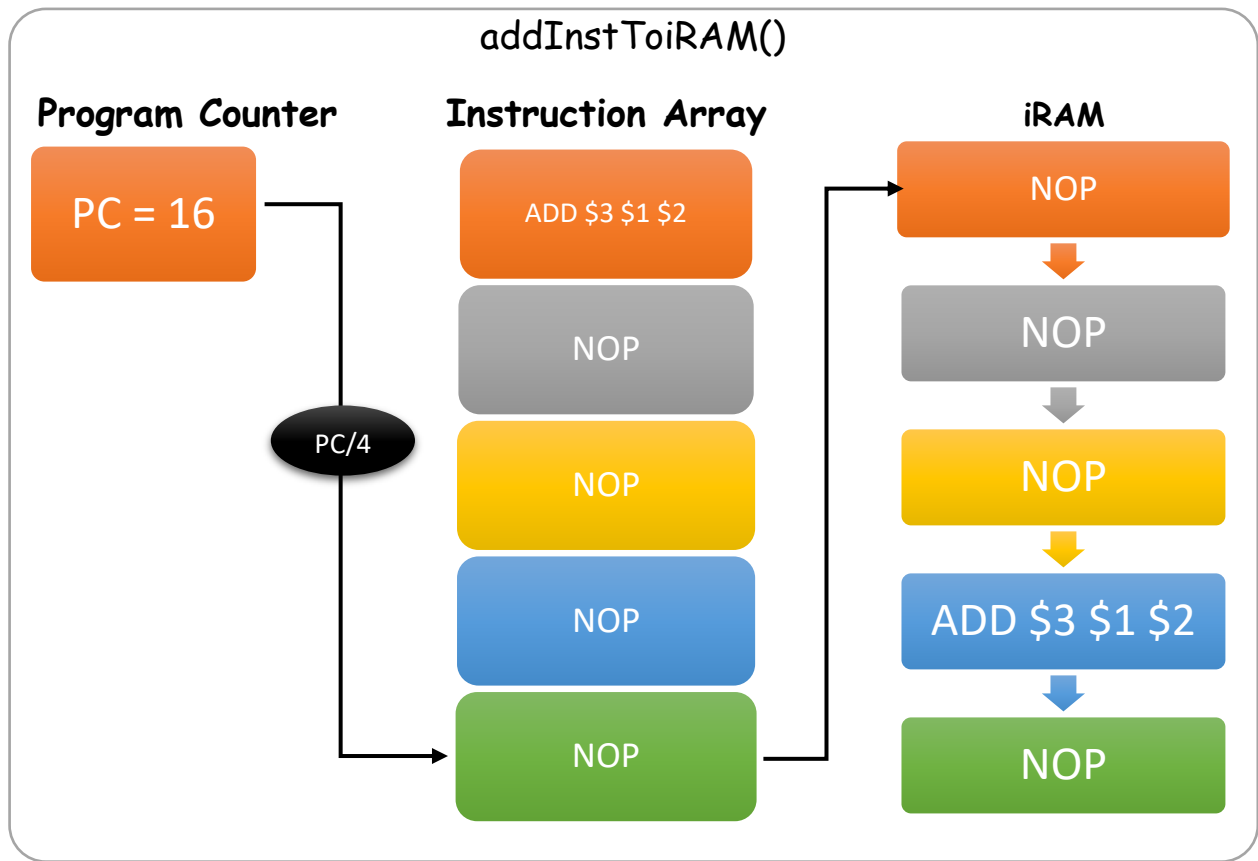 addInstToiRAM()
Program Counter
PC = 16
PC/4
Instruction Array
ADD $3 $1 $2
NOP
NOP
NOP
NOP
iRAM
NOP
NOP
NOP
ADD $3 $1 $2
NOP